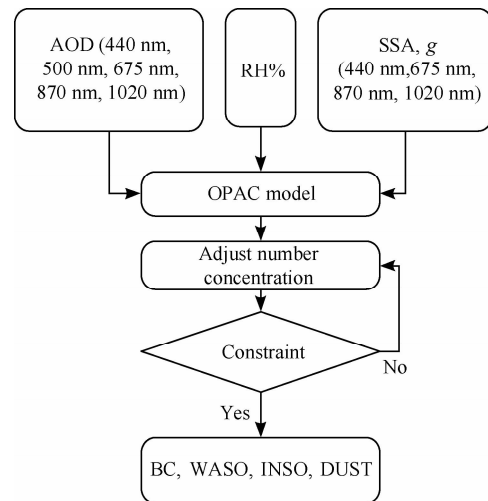 AOD (440 nm,
500 nm, 675 nm,
870 nm, 1020 nm)
RH%
SSA, g
(440 nm,675 nm,
870 nm, 1020 nm)
OPAC model
Adjust number
concentration
Constraint
No
Yes
BC, WASO, INSO, DUST